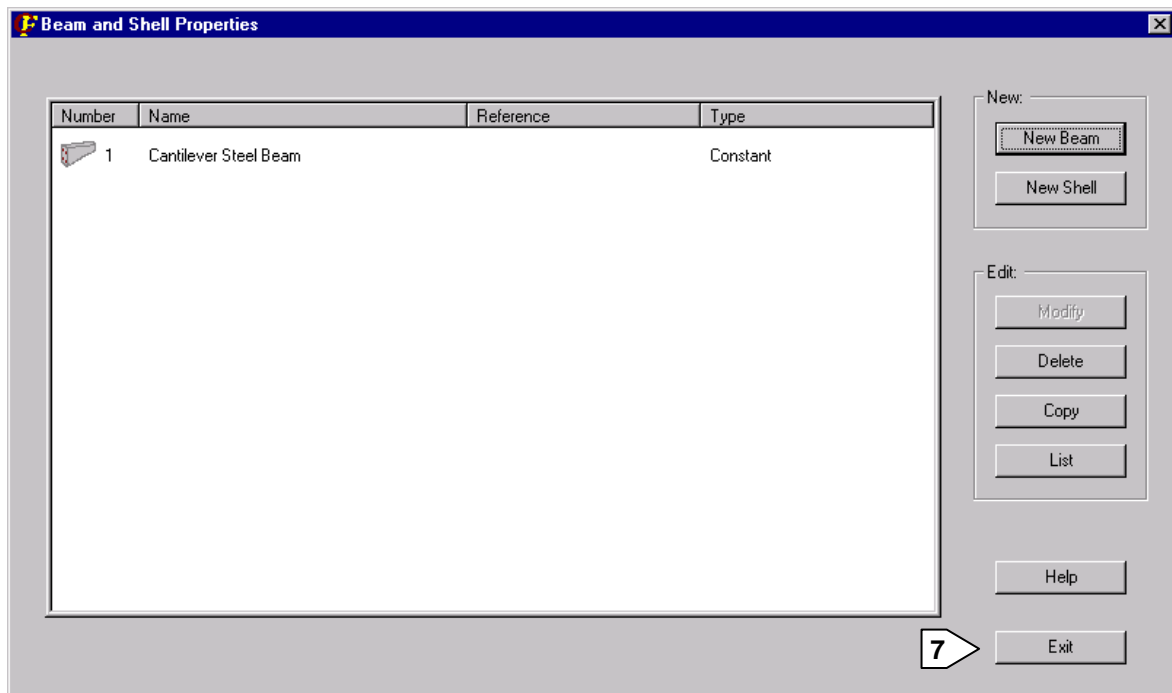 Beam and Shell Properties
Number Name Reference Type
1 Cantilever Steel Beam Constant
New:
New Beam
New Shell
Edit:
Modify
Delete
Copy
List
Help
7 Exit